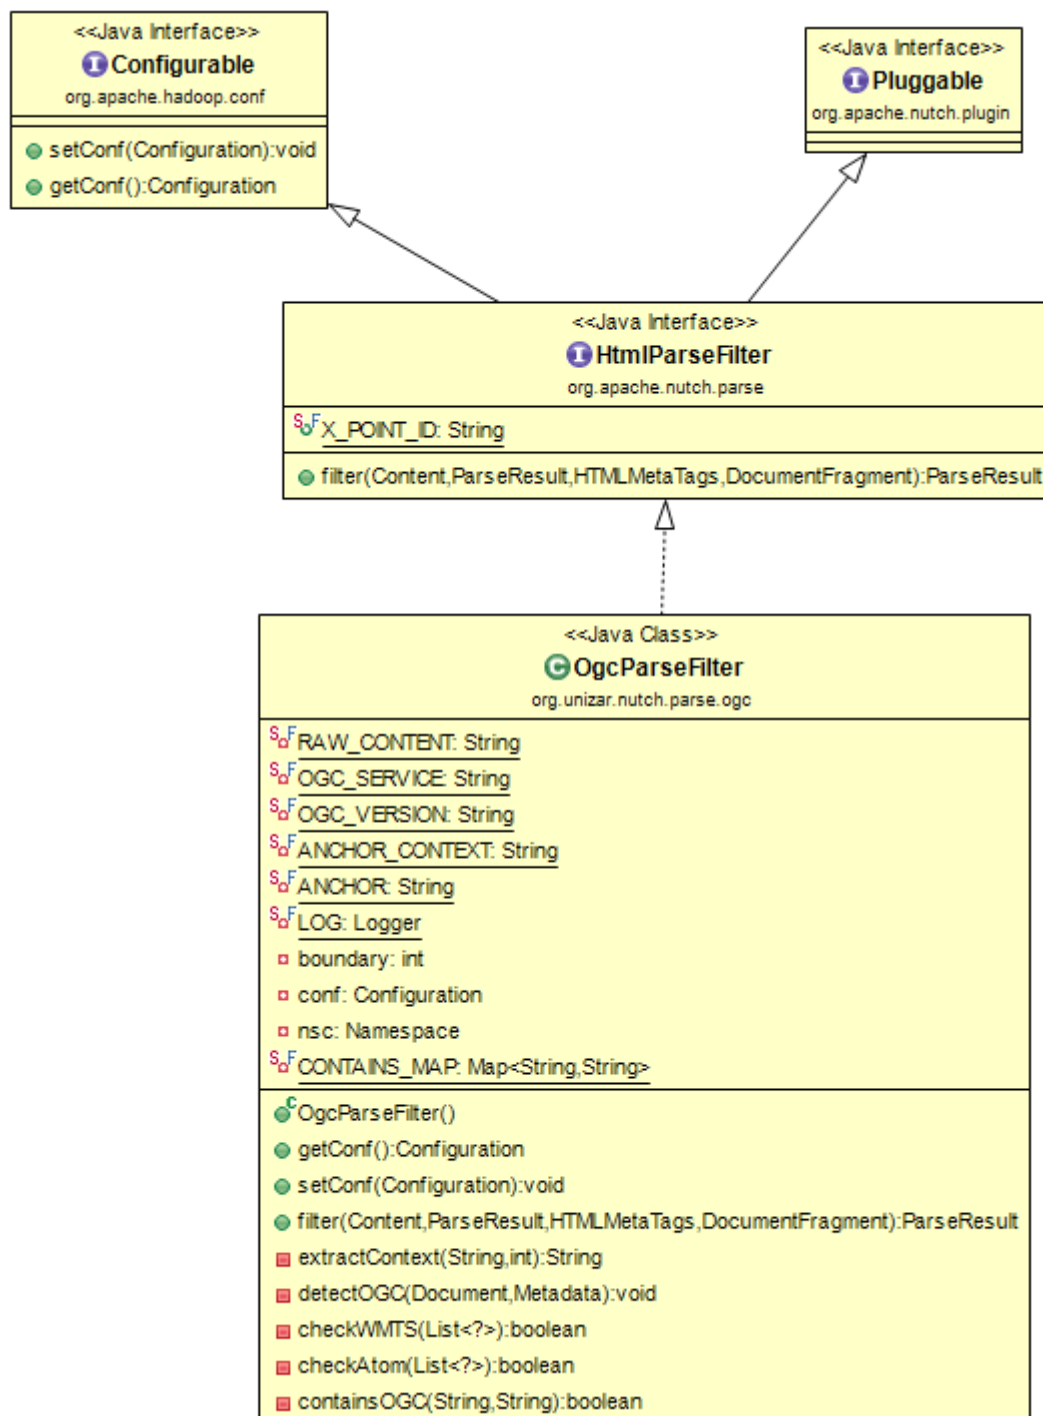 <<Java Interface>>
Configurable
org.apache.hadoop.conf
setConf(Configuration):void
getConf():Configuration
<<Java Interface>>
Pluggable
org.apache.nutch.plugin
<<Java Interface>>
HtmlParseFilter
org.apache.nutch.parse
X_POINT_ID: String
filter(Content,ParseResult,HTMLMetaTags,DocumentFragment):ParseResult
<<Java Class>>
OgcParseFilter
org.unizar.nutch.parse.ogc
RAW_CONTENT: String
OGC_SERVICE: String
OGC_VERSION: String
ANCHOR_CONTEXT: String
ANCHOR: String
LOG: Logger
boundary: int
conf: Configuration
nsc: Namespace
CONTAINS_MAP: Map<String,String>
OgcParseFilter()
getConf():Configuration
setConf(Configuration):void
filter(Content,ParseResult,HTMLMetaTags,DocumentFragment):ParseResult
extractContext(String,int):String
detectOGC(Document,Metadata):void
checkWMTS(List<?>):boolean
checkAtom(List<?>):boolean
containsOGC(String,String):boolean